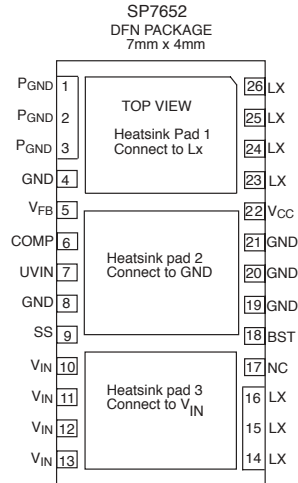 SP7652
DFN PACKAGE
7mm x 4mm
TOP VIEW
Heatsink Pad 1
Connect to Lx
Heatsink pad 2
Connect to GND
Heatsink pad 3
Connect to VIN
PGND 1
PGND 2
PGND 3
GND 4
VFB 5
COMP 6
UVIN 7
GND 8
SS 9
VIN 10
VIN 11
VIN 12
VIN 13
26 LX
25 LX
24 LX
23 LX
22 VCC
21 GND
20 GND
19 GND
18 BST
17 NC
16 LX
15 LX
14 LX